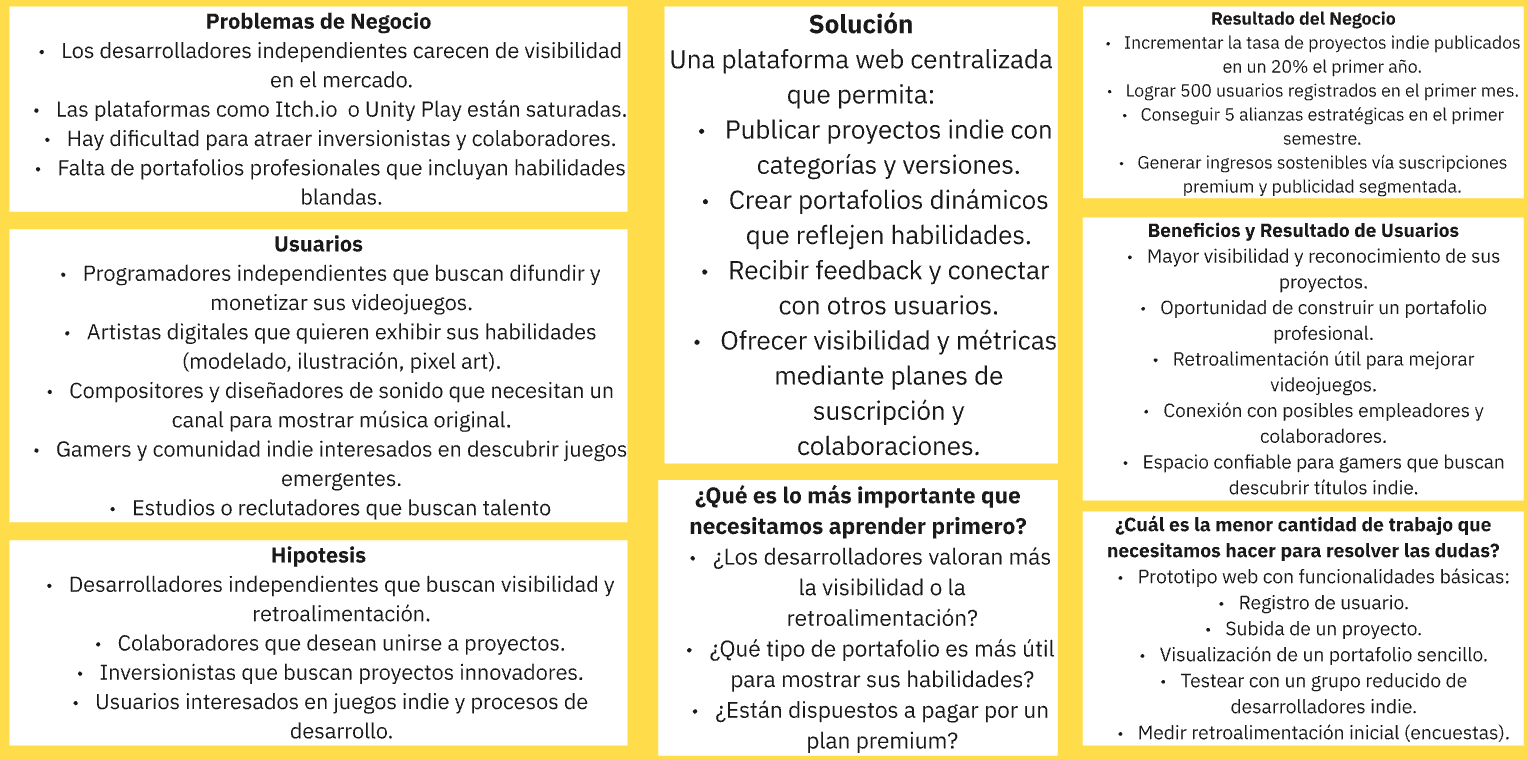 Problemas de Negocio
• Los desarrolladores independientes carecen de visibilidad
en el mercado.
• Las plataformas como Itch.io o Unity Play están saturadas.
• Hay dificultad para atraer inversionistas y colaboradores.
• Falta de portafolios profesionales que incluyan habilidades
blandas.
Usuarios
• Programadores independientes que buscan difundir y
monetizar sus videojuegos.
• Artistas digitales que quieren exhibir sus habilidades
(modelado, ilustración, pixel art).
• Compositores y diseñadores de sonido que necesitan un
canal para mostrar música original.
• Gamers y comunidad indie interesados en descubrir juegos
emergentes.
• Estudios o reclutadores que buscan talento
Hipotesis
• Desarrolladores independientes que buscan visibilidad y
retroalimentación.
• Colaboradores que desean unirse a proyectos.
• Inversionistas que buscan proyectos innovadores.
• Usuarios interesados en juegos indie y procesos de
desarrollo.
Solución
Una plataforma web centralizada
que permita:
• Publicar proyectos indie con
categorías y versiones.
• Crear portafolios dinámicos
que reflejen habilidades.
• Recibir feedback y conectar
con otros usuarios.
• Ofrecer visibilidad y métricas
mediante planes de
suscripción y
colaboraciones.
¿Qué es lo más importante que
necesitamos aprender primero?
• ¿Los desarrolladores valoran más
la visibilidad o la
retroalimentación?
• ¿Qué tipo de portafolio es más útil
para mostrar sus habilidades?
• ¿Están dispuestos a pagar por un
plan premium?
Resultado del Negocio
• Incrementar la tasa de proyectos indie publicados
en un 20% el primer año.
• Lograr 500 usuarios registrados en el primer mes.
• Conseguir 5 alianzas estratégicas en el primer
semestre.
• Generar ingresos sostenibles vía suscripciones
premium y publicidad segmentada.
Beneficios y Resultado de Usuarios
• Mayor visibilidad y reconocimiento de sus
proyectos.
• Oportunidad de construir un portafolio
profesional.
• Retroalimentación útil para mejorar
videojuegos.
• Conexión con posibles empleadores y
colaboradores.
• Espacio confiable para gamers que buscan
descubrir títulos indie.
¿Cuál es la menor cantidad de trabajo que
necesitamos hacer para resolver las dudas?
• Prototipo web con funcionalidades básicas:
• Registro de usuario.
• Subida de un proyecto.
• Visualización de un portafolio sencillo.
• Testear con un grupo reducido de
desarrolladores indie.
• Medir retroalimentación inicial (encuestas).